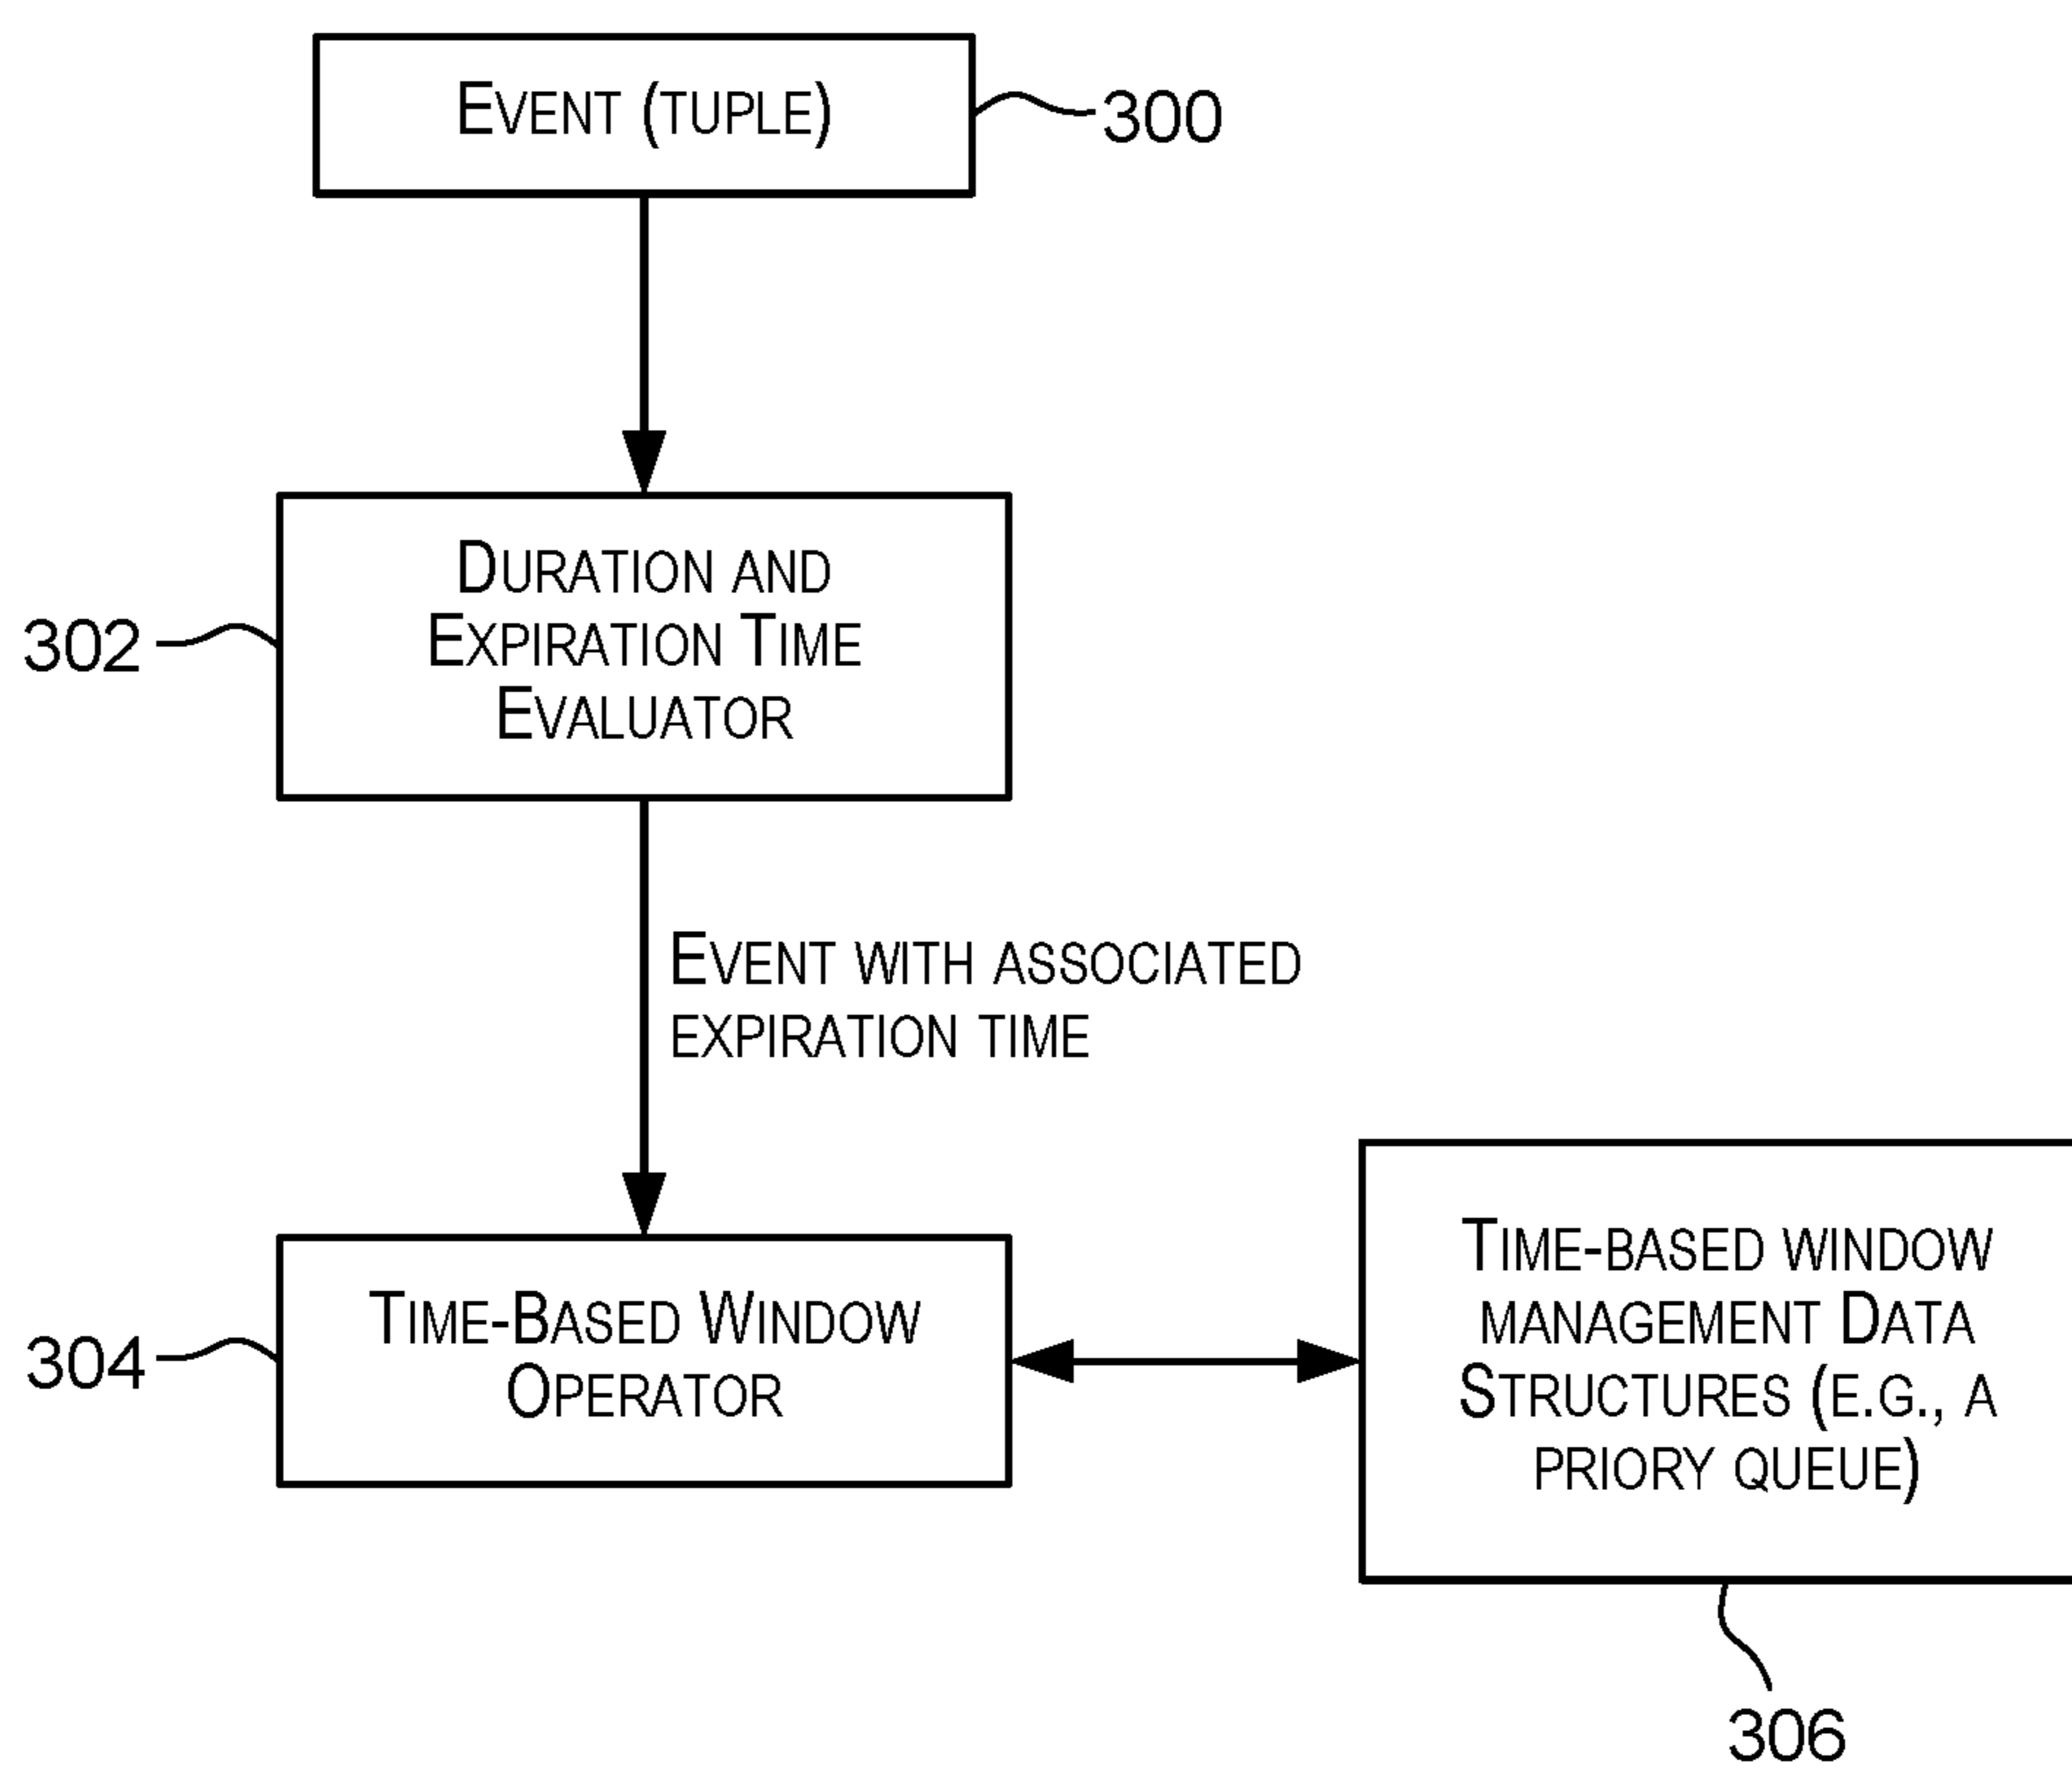 EVENT (TUPLE)
300
DURATION AND
EXPIRATION TIME
EVALUATOR
302
EVENT WITH ASSOCIATED
EXPIRATION TIME
TIME-BASED WINDOW
OPERATOR
304
TIME-BASED WINDOW
MANAGEMENT DATA
STRUCTURES (E.G., A
PRIORY QUEUE)
306